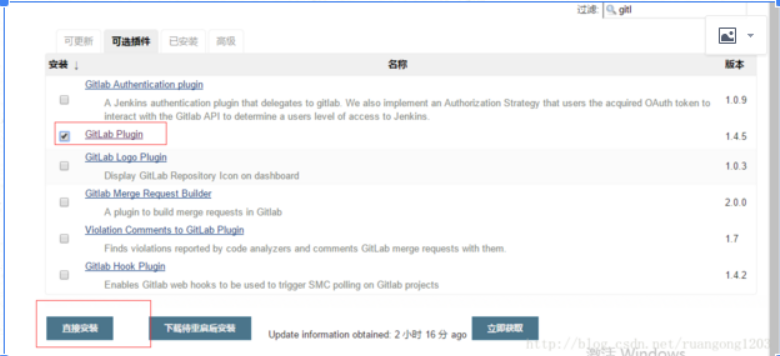 过滤: gitl
可更新 可选插件 已安装 高级
安装 ↓ 名称 版本
Gitlab Authentication plugin
A Jenkins authentication plugin that delegates to gitlab. We also implement an Authorization Strategy that users the acquired OAuth token to 1.0.9
interact with the Gitlab API to determine a users level of access to Jenkins.
GitLab Plugin 1.4.5
GitLab Logo Plugin
Display GitLab Repository Icon on dashboard 1.0.3
Gitlab Merge Request Builder
A plugin to build merge requests in Gitlab 2.0.0
Violation Comments to GitLab Plugin
Finds violations reported by code analyzers and comments GitLab merge requests with them. 1.7
Gitlab Hook Plugin
Enables Gitlab web hooks to be used to trigger SMC polling on Gitlab projects 1.4.2
直接安装 下载待重启后安装 Update information obtained: 2 小时 16 分 ago 立即获取
http://blog.csdn.net/ruangong1203
激活 Windows